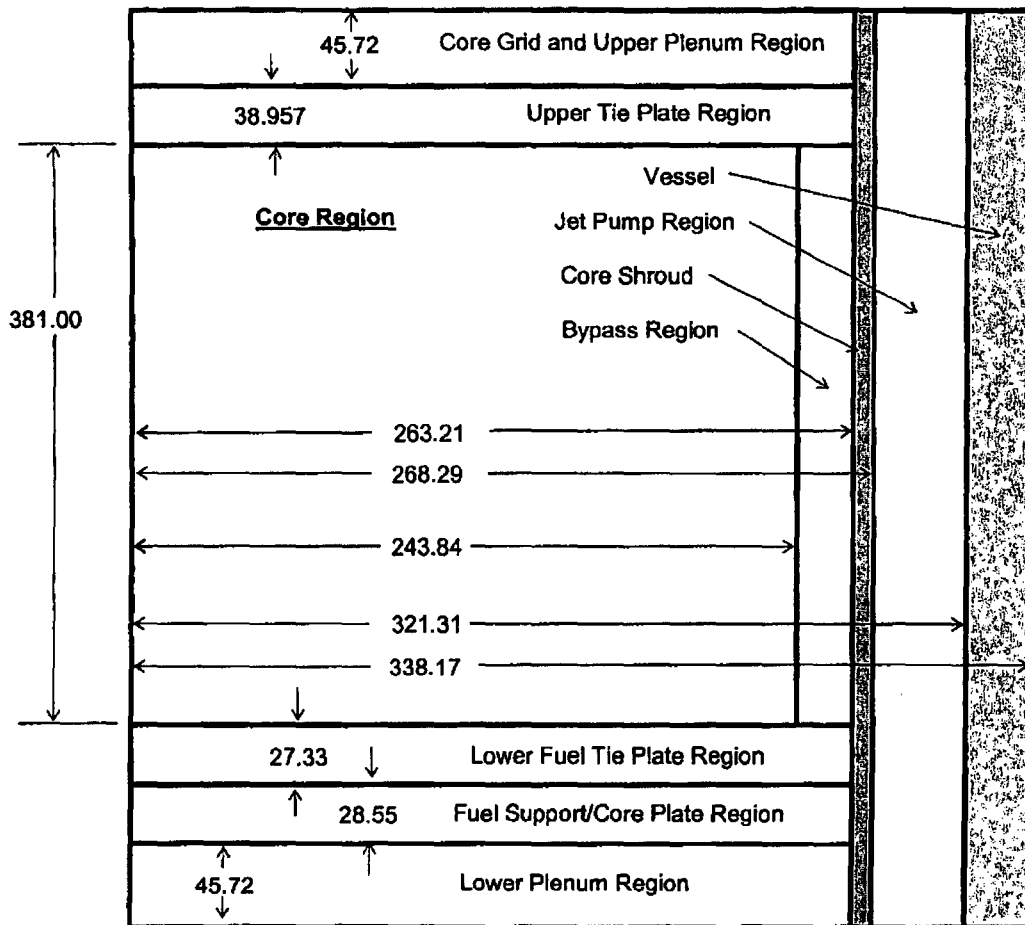 45.72 Core Grid and Upper Plenum Region
38.957 Upper Tie Plate Region
Vessel
Core Region
Jet Pump Region
Core Shroud
381.00
Bypass Region
263.21
268.29
243.84
321.31
338.17
27.33 Lower Fuel Tie Plate Region
28.55 Fuel Support/Core Plate Region
45.72 Lower Plenum Region